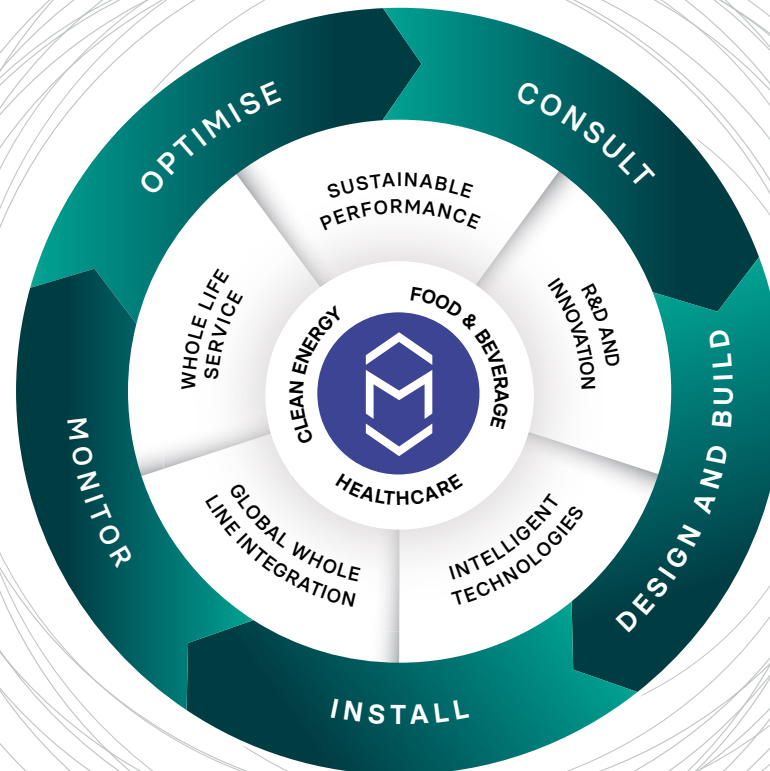 OPTIMISE
CONSULT
DESIGN AND BUILD
INSTALL
MONITOR
SUSTAINABLE
PERFORMANCE
R&D AND
INNOVATION
INTELLIGENT
TECHNOLOGIES
GLOBAL WHOLE
LINE INTEGRATION
WHOLE LIFE
SERVICE
CLEAN ENERGY
FOOD & BEVERAGE
HEALTHCARE